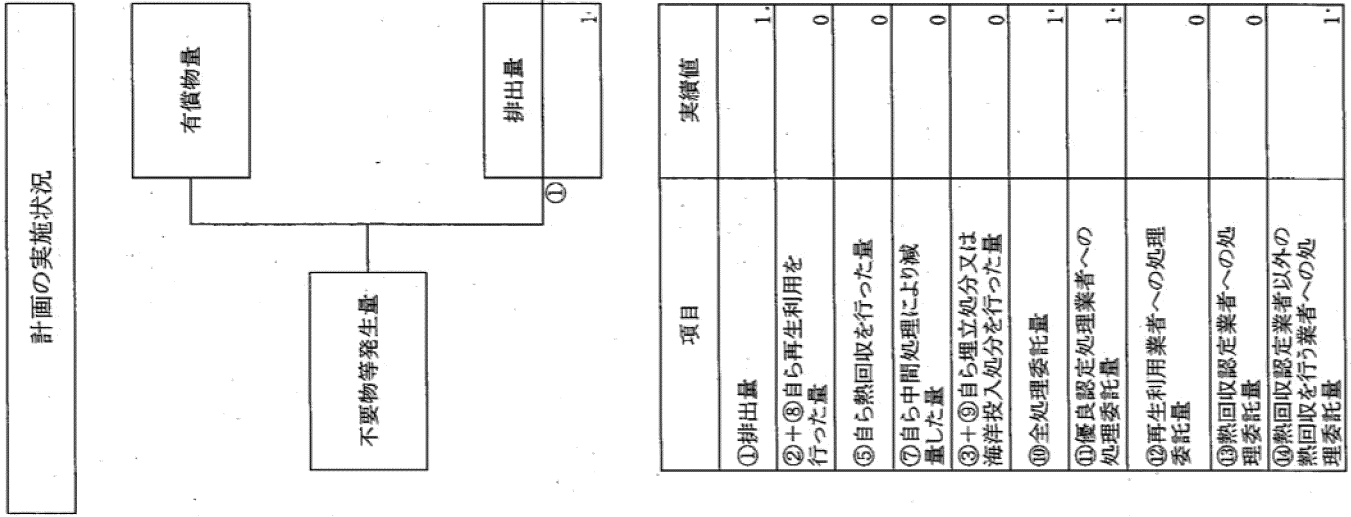 計画の実施状況
有償物量
不要物等発生量
排出量
1.
①
項目
実績値
①排出量
1.
②+⑧自ら再生利用を
行った量
0
⑤自ら熱回収を行った量
0
⑦自ら中間処理により減
量した量
0
③+⑨自ら埋立処分又は
海洋投入処分を行った量
0
⑩全処理委託量
1.
⑪優良認定処理業者への
処理委託量
1.
⑫再生利用業者への処理
委託量
0
⑬熱回収認定業者への処
理委託量
0
⑭熱回収認定業者以外の
熱回収を行う業者への処
理委託量
1.